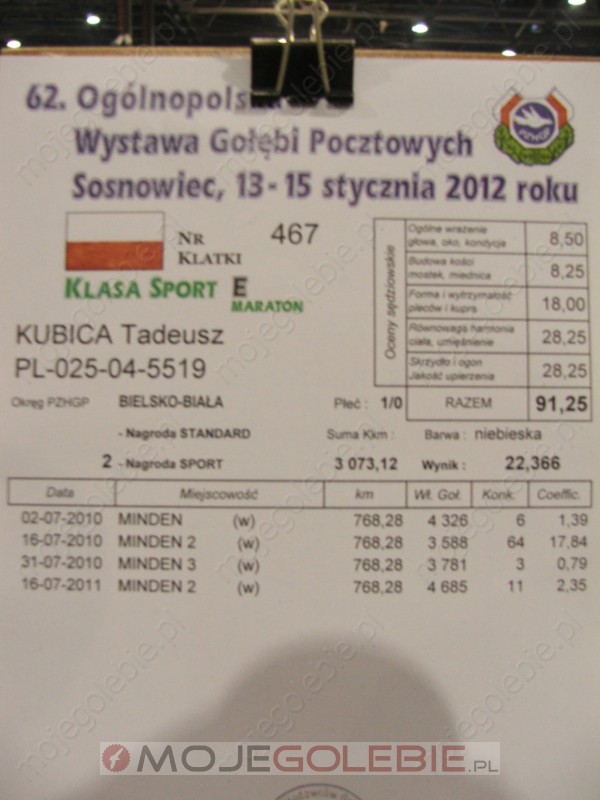 62. Ogólnopolska
Wystawa Gołębi Pocztowych
Sosnowiec, 13 - 15 stycznia 2012 roku
PZHGP
NR KLATKI 467
KLASA SPORT E
MARATON
KUBICA Tadeusz
PL-025-04-5519
Oceny sędziowskie
Ogólne wrażenie głowa, oko, kondycja 8,50
Budowa kości mostek, miednica 8,25
Forma i wytrzymałość pleców i kupra 18,00
Równowaga harmonia ciała, umięśnienie 28,25
Skrzydło i ogon Jakość upierzenia 28,25
RAZEM 91,25
Okręg PZHGP BIELSKO-BIAŁA Płeć : 1/0
- Nagroda STANDARD Suma Kkm : Barwa : niebieska
2 - Nagroda SPORT 3 073,12 Wynik : 22,366
Data Miejscowość km Wł. Goł. Konk. Coeffic.
02-07-2010 MINDEN (w) 768,28 4 326 6 1,39
16-07-2010 MINDEN 2 (w) 768,28 3 588 64 17,84
31-07-2010 MINDEN 3 (w) 768,28 3 781 3 0,79
16-07-2011 MINDEN 2 (w) 768,28 4 685 11 2,35
MOJEGOLEBIE.PL